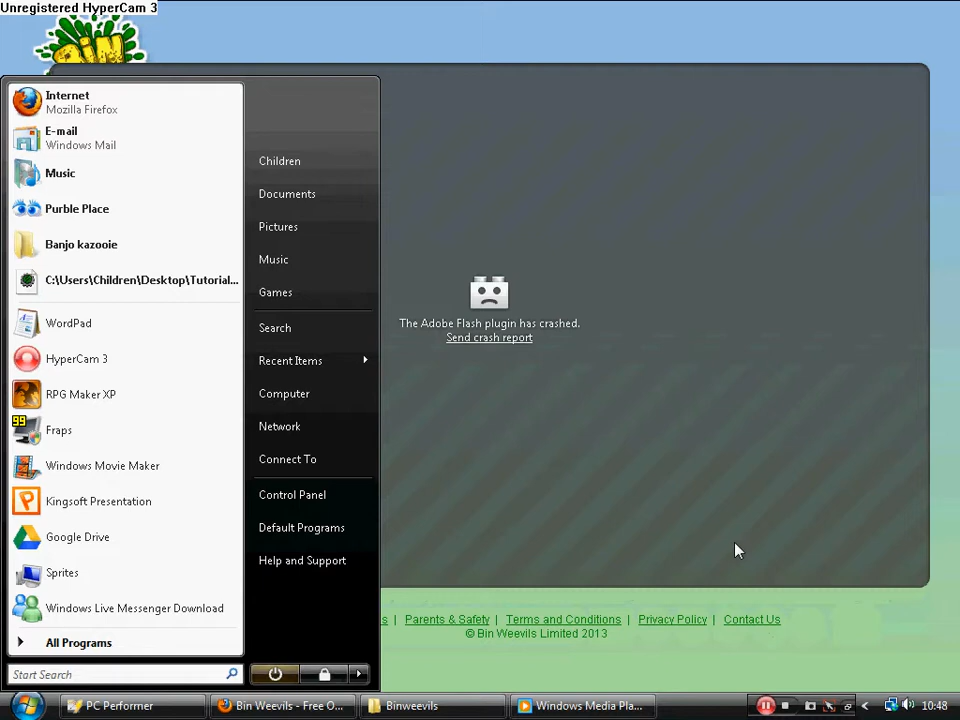 Unregistered HyperCam 3
Bin
Internet
Mozilla Firefox
E-mail
Windows Mail
Music
Purble Place
Banjo kazooie
C:\Users\Children\Desktop\Tutorial...
WordPad
HyperCam 3
RPG Maker XP
99
Fraps
Windows Movie Maker
Kingsoft Presentation
Google Drive
Sprites
Windows Live Messenger Download
All Programs
Start Search
Children
Documents
Pictures
Music
Games
Search
Recent Items
Computer
Network
Connect To
Control Panel
Default Programs
Help and Support
The Adobe Flash plugin has crashed.
Send crash report
s | Parents & Safety | Terms and Conditions | Privacy Policy | Contact Us
© Bin Weevils Limited 2013
PC Performer
Bin Weevils - Free O...
Binweevils
Windows Media Pla...
10:48